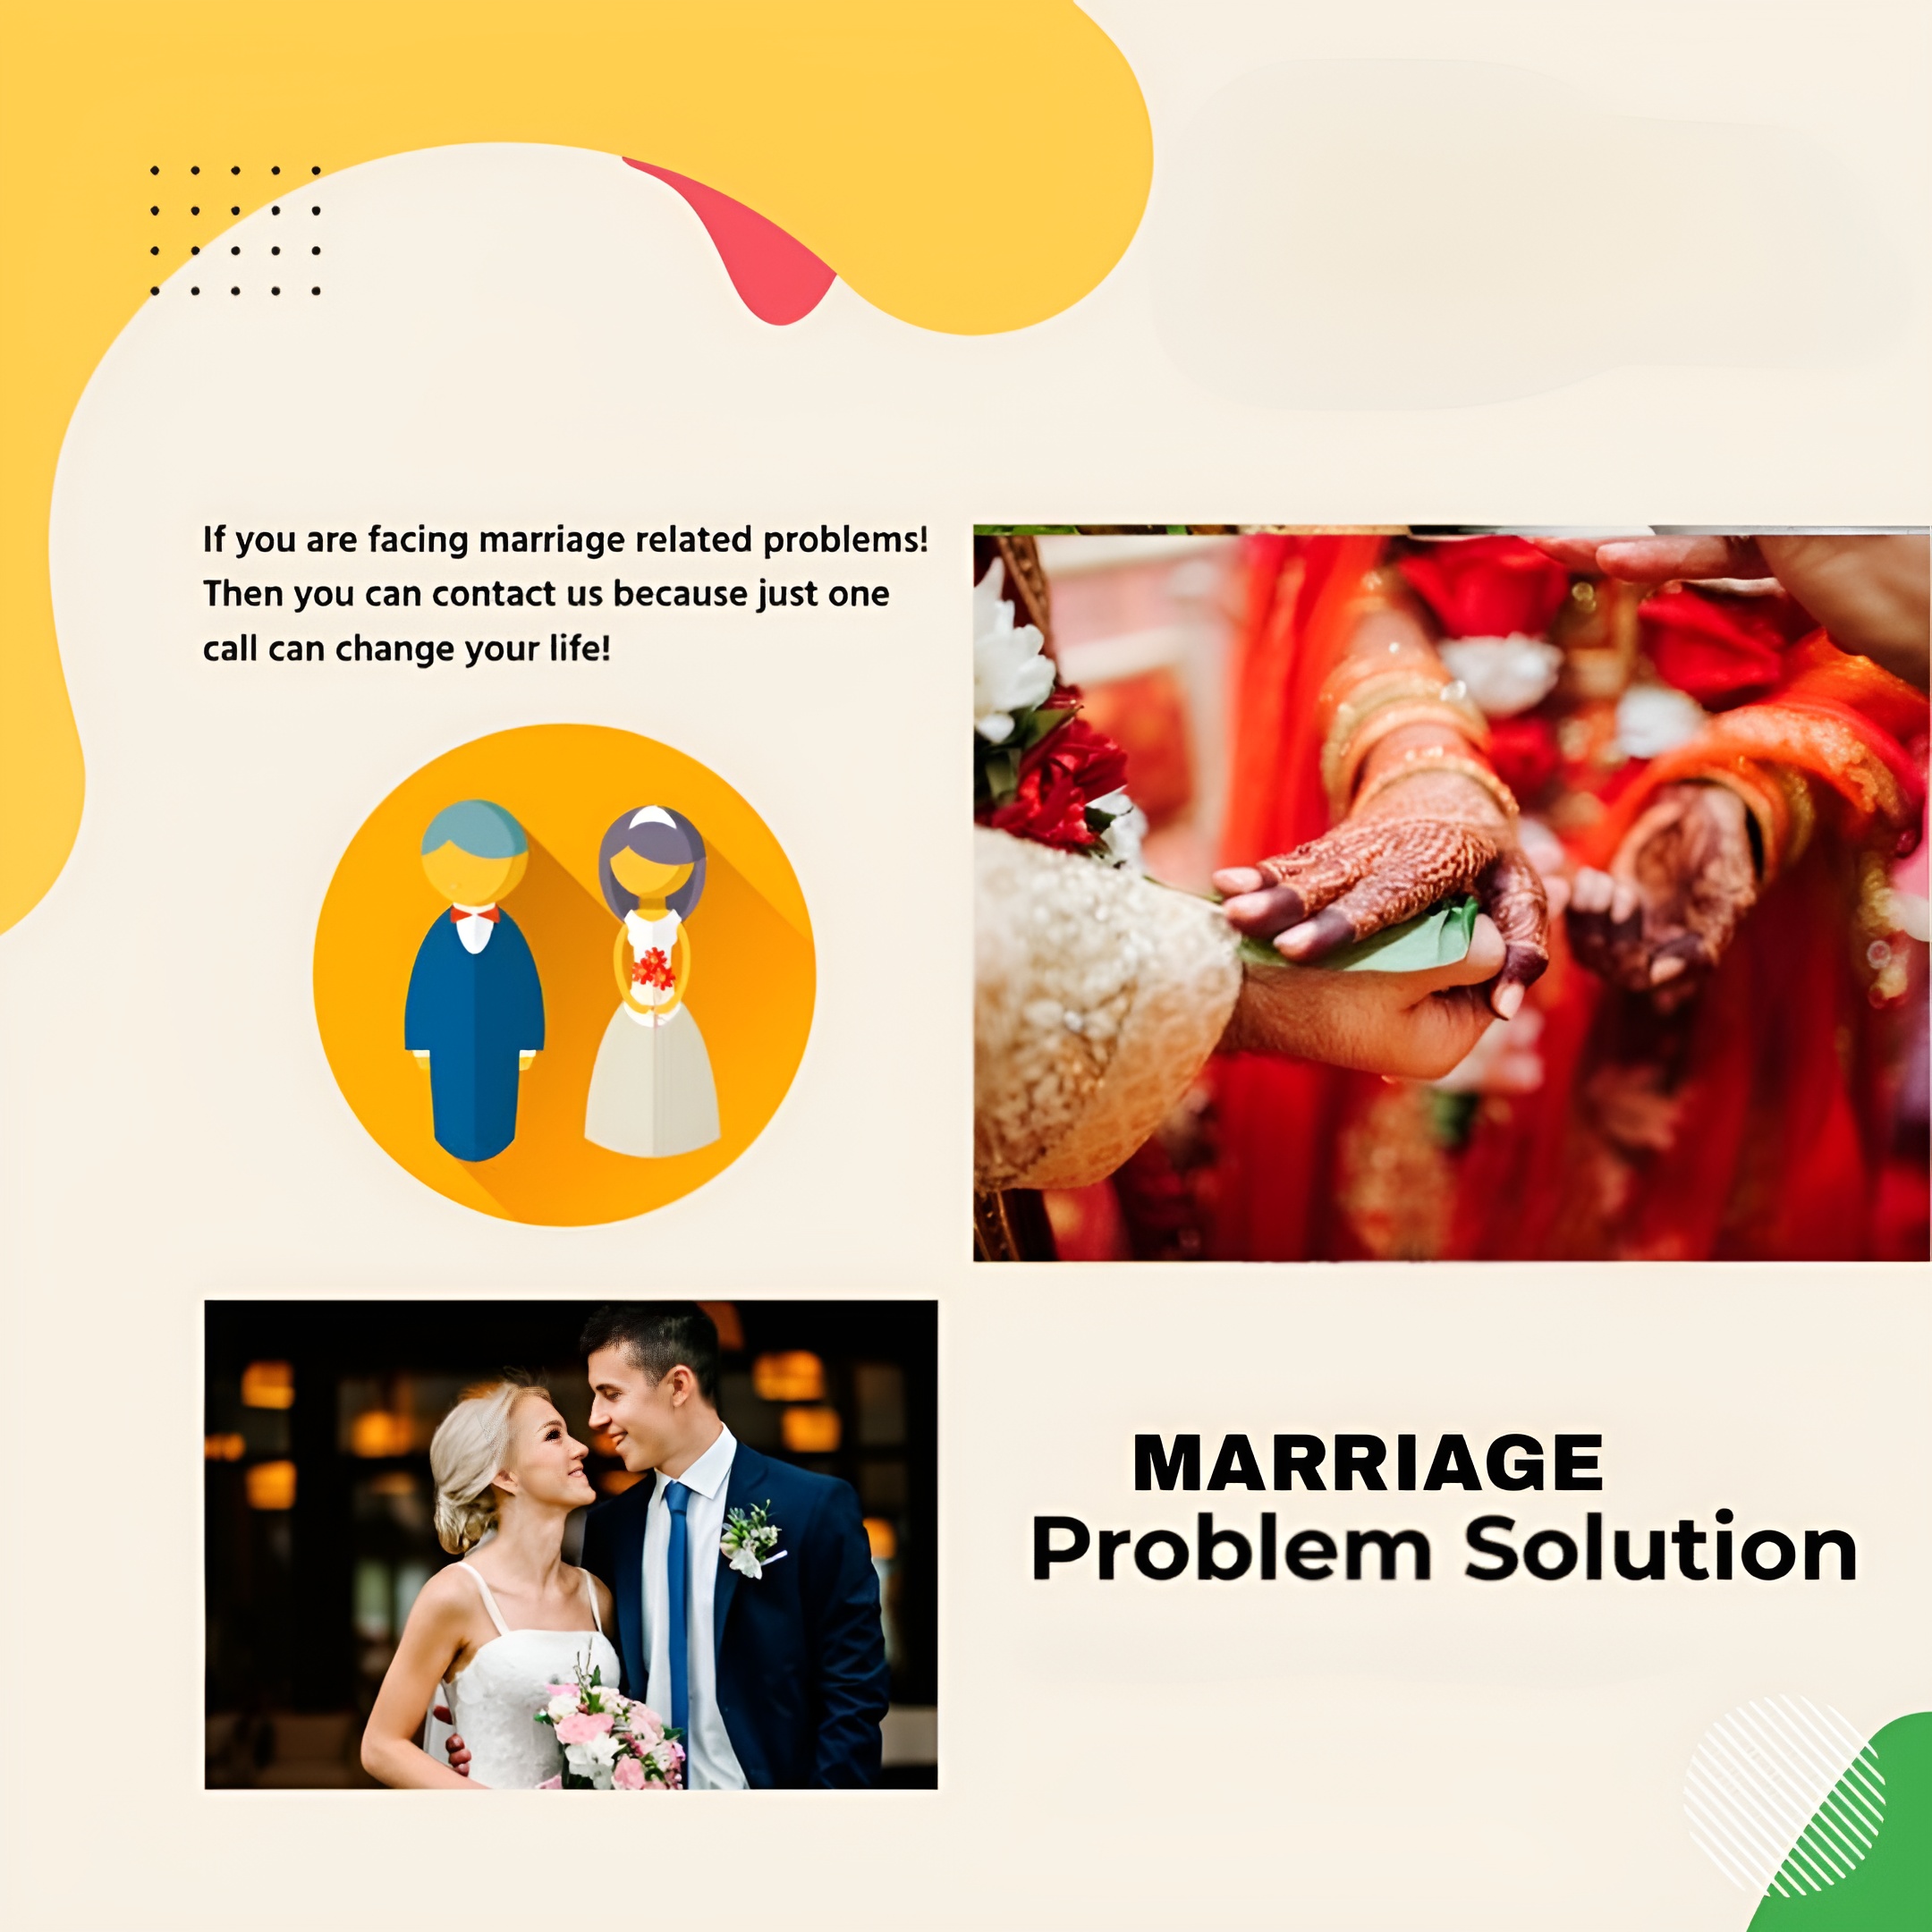 If you are facing marriage related problems!
Then you can contact us because just one
call can change your life!
MARRIAGE
Problem Solution